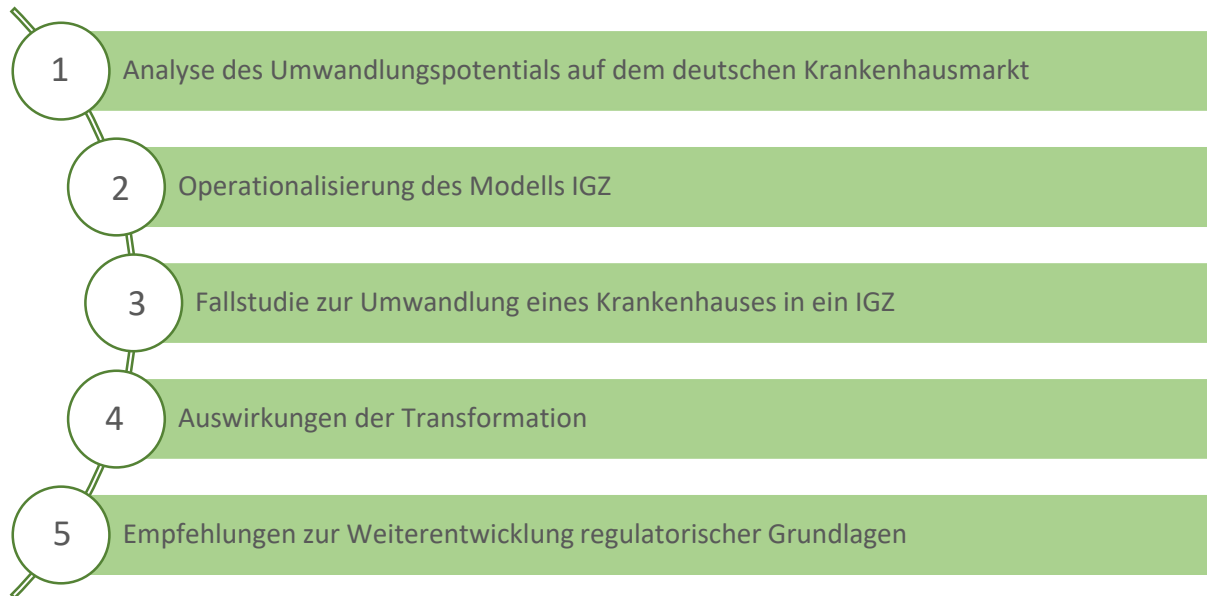 1
Analyse des Umwandlungspotentials auf dem deutschen Krankenhausmarkt
2
Operationalisierung des Modells IGZ
3
Fallstudie zur Umwandlung eines Krankenhauses in ein IGZ
4
Auswirkungen der Transformation
5
Empfehlungen zur Weiterentwicklung regulatorischer Grundlagen